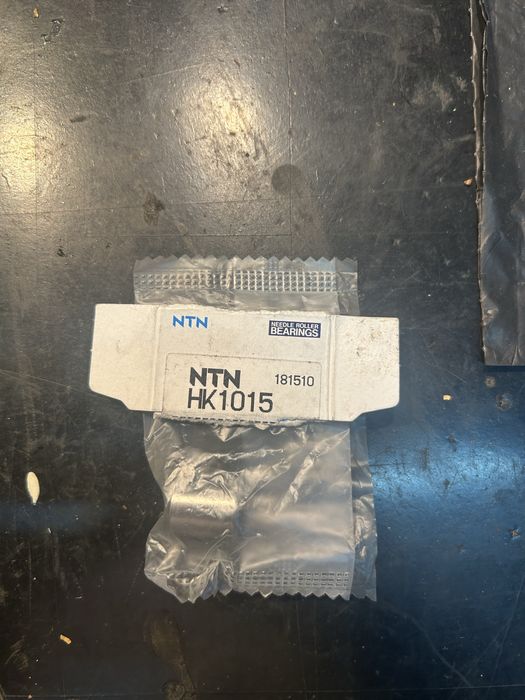 NTN
NEEDLE ROLLER
BEARINGS
NTN 181510
HK1015